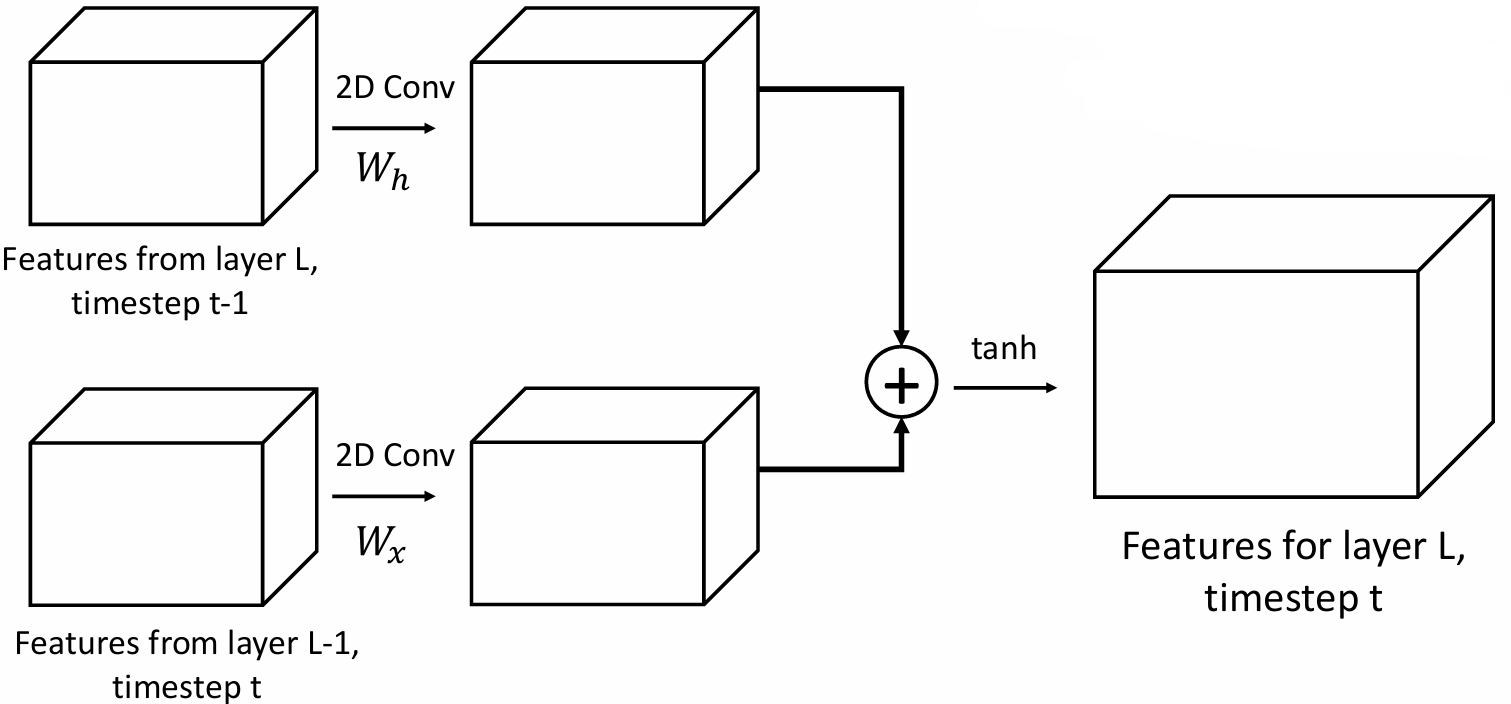 2D Conv
W_h
Features from layer L,
timestep t-1
+
tanh
2D Conv
W_x
Features from layer L-1,
timestep t
Features for layer L,
timestep t